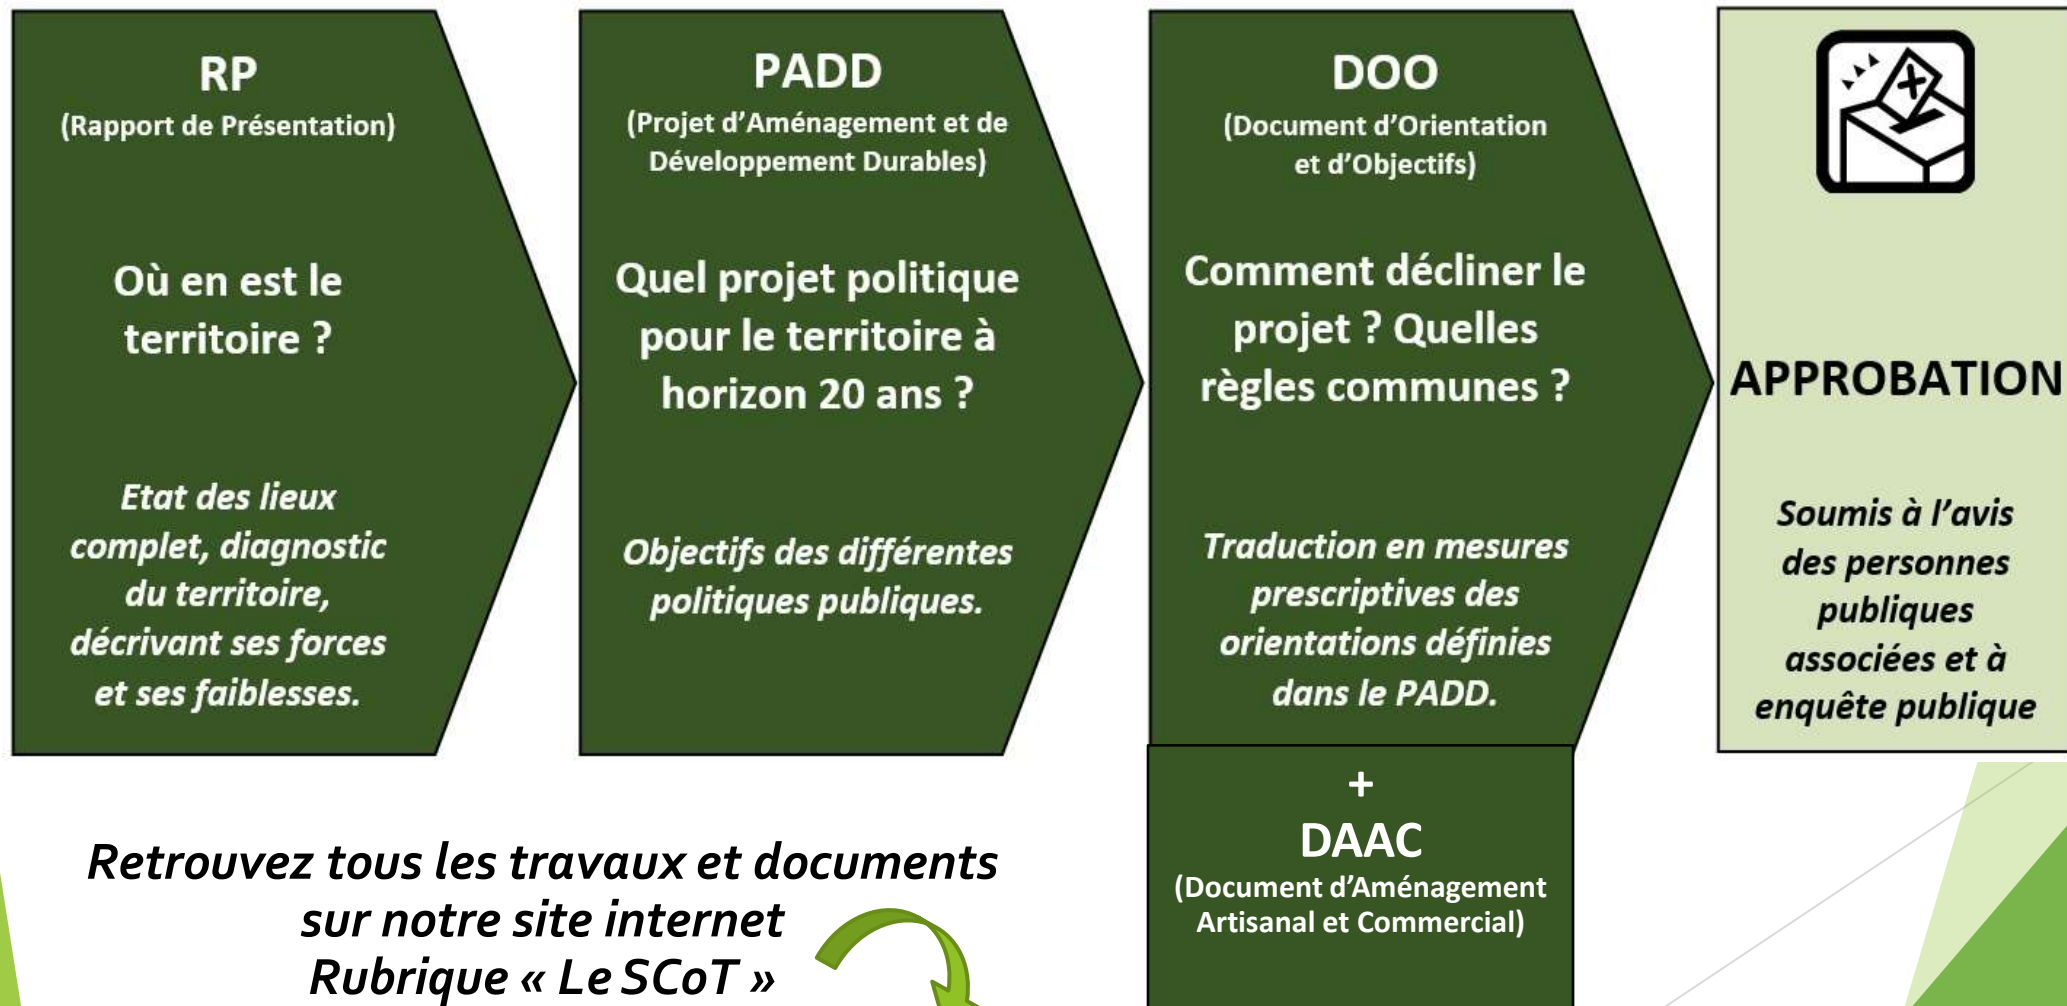 RP
(Rapport de Présentation)
Où en est le
territoire ?
Etat des lieux
complet, diagnostic
du territoire,
décrivant ses forces
et ses faiblesses.
PADD
(Projet d’Aménagement et de
Développement Durables)
Quel projet politique
pour le territoire à
horizon 20 ans ?
Objectifs des différentes
politiques publiques.
DOO
(Document d’Orientation
et d’Objectifs)
Comment décliner le
projet ? Quelles
règles communes ?
Traduction en mesures
prescriptives des
orientations définies
dans le PADD.
+
DAAC
(Document d’Aménagement
Artisanal et Commercial)
APPROBATION
Soumis à l’avis
des personnes
publiques
associées et à
enquête publique
Retrouvez tous les travaux et documents
sur notre site internet
Rubrique « Le SCoT »